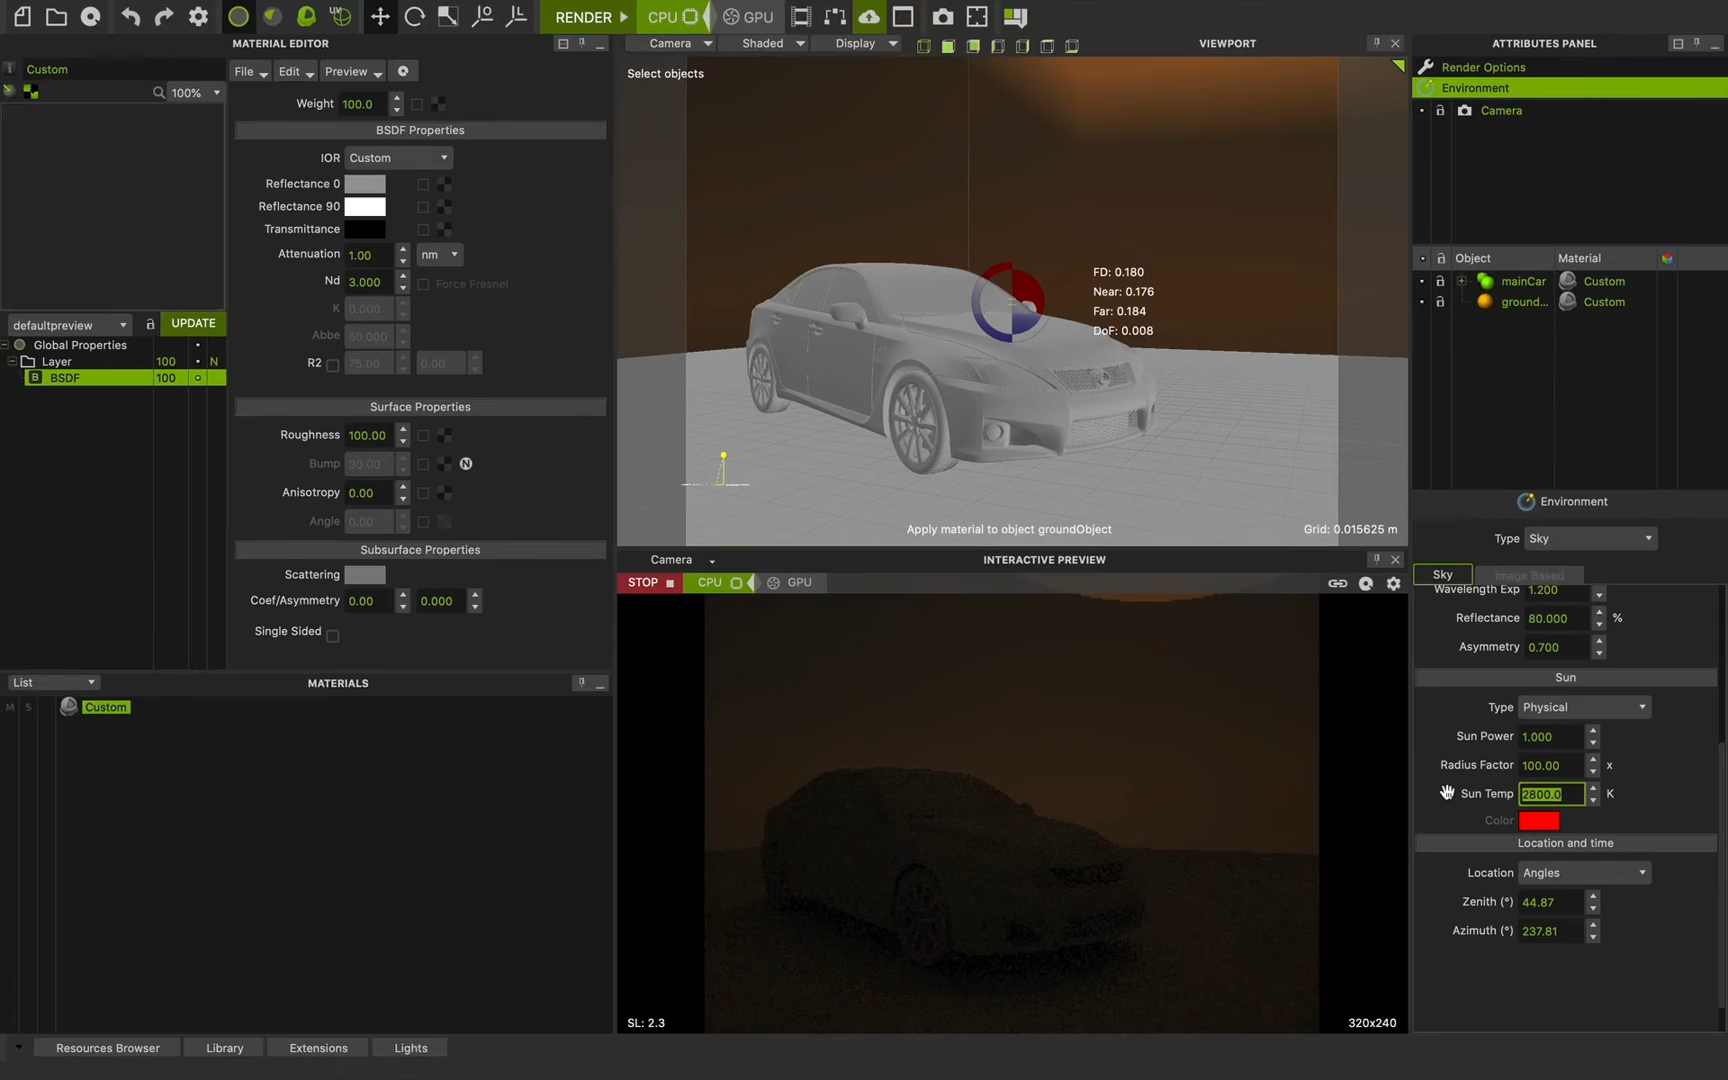 UV
RENDER
CPU
GPU
MATERIAL EDITOR
Custom
100%
File
Edit
Preview
Weight 100.0
BSDF Properties
IOR Custom
Reflectance 0
Reflectance 90
Transmittance
Attenuation 1.00 nm
Nd 3.000 Force Fresnel
K 0.000
Abbe 50.000
R2 75.00 0.00
defaultpreview UPDATE
Global Properties
Layer 100 N
B BSDF 100
Surface Properties
Roughness 100.00
Bump 30.00 N
Anisotropy 0.00
Angle 0.00
Subsurface Properties
Scattering
Coef/Asymmetry 0.00 0.000
Single Sided
List
MATERIALS
M S Custom
Resources Browser
Library
Extensions
Lights
Camera
Shaded
Display
VIEWPORT
Select objects
FD: 0.180
Near: 0.176
Far: 0.184
DoF: 0.008
Apply material to object groundObject
Grid: 0.015625 m
Camera
INTERACTIVE PREVIEW
STOP
CPU
GPU
SL: 2.3
320x240
ATTRIBUTES PANEL
Render Options
Environment
Camera
Object Material
mainCar Custom
ground... Custom
Environment
Type Sky
Sky Image Based
Wavelength Exp 1.200
Reflectance 80.000 %
Asymmetry 0.700
Sun
Type Physical
Sun Power 1.000
Radius Factor 100.00 x
Sun Temp 2800.0 K
Color
Location and time
Location Angles
Zenith (°) 44.87
Azimuth (°) 237.81